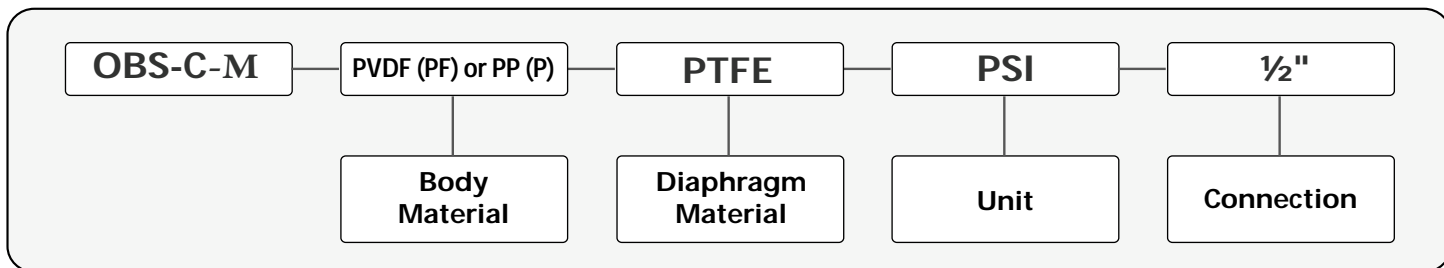 OBS-C-M
PVDF (PF) or PP (P)
PTFE
PSI
½"
Body
Material
Diaphragm
Material
Unit
Connection